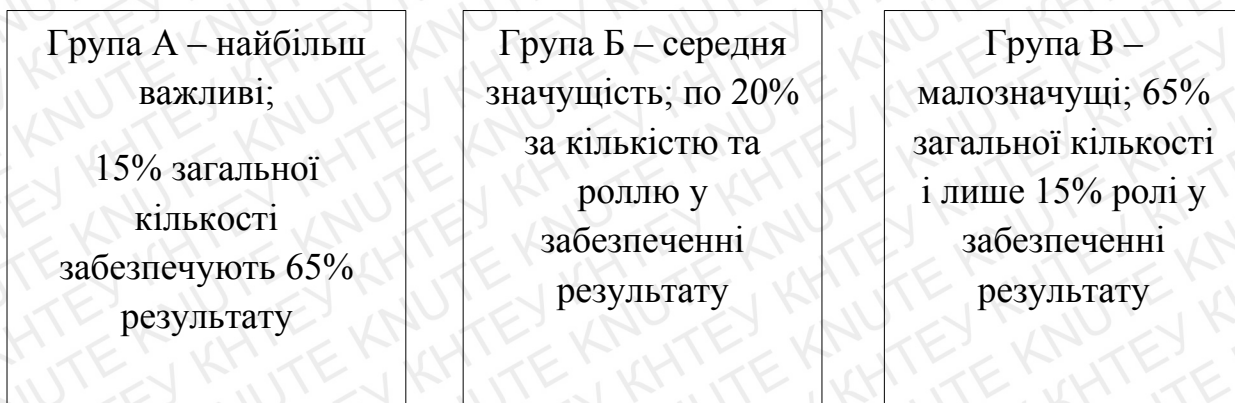 Група А – найбільш
важливі;
15% загальної
кількості
забезпечують 65%
результату
Група Б – середня
значущість; по 20%
за кількістю та
роллю у
забезпеченні
результату
Група В –
малозначущі; 65%
загальної кількості
і лише 15% ролі у
забезпеченні
результату